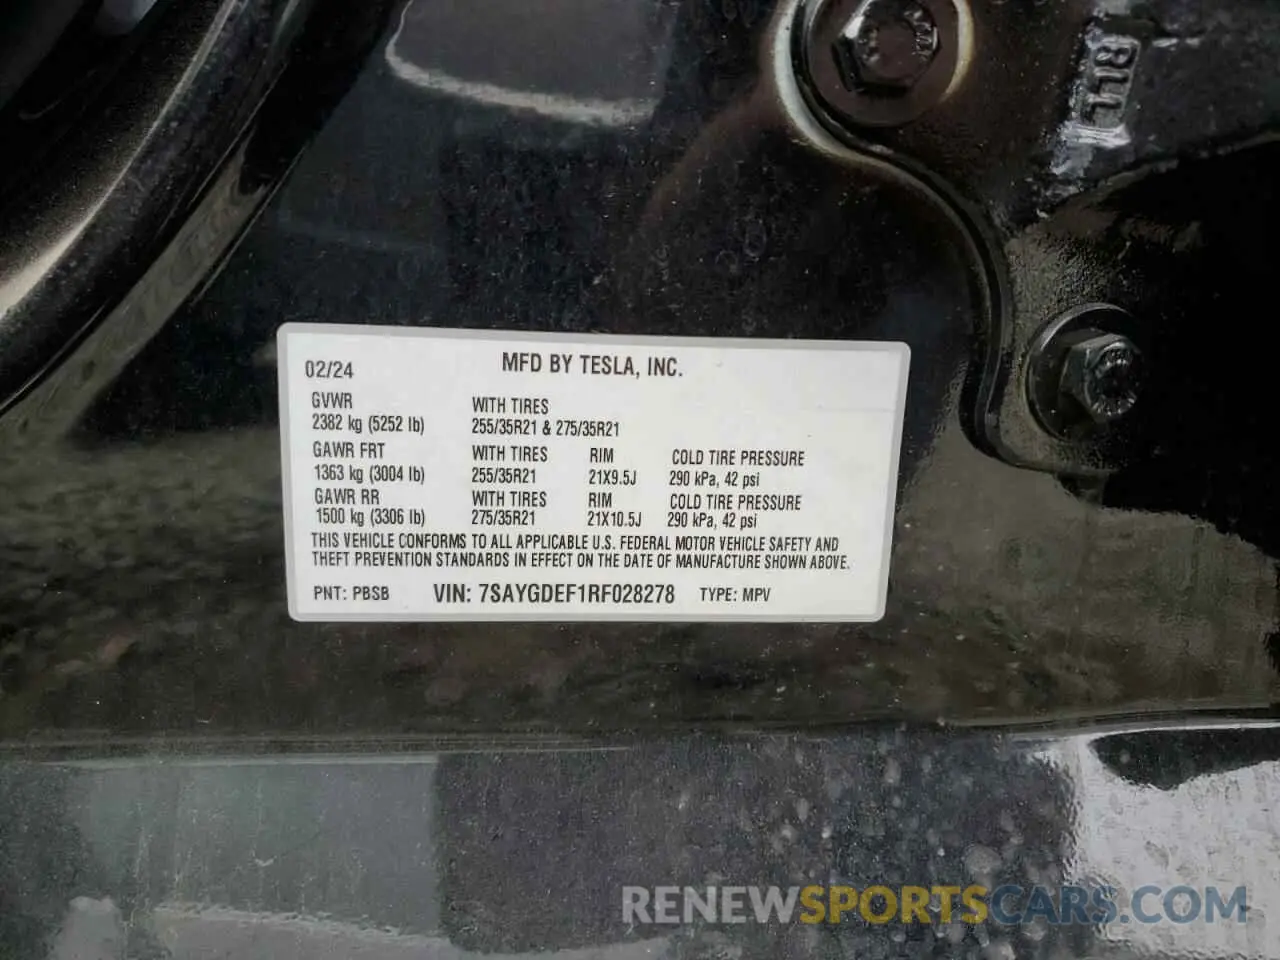 BLL
02/24 MFD BY TESLA, INC.
GVWR WITH TIRES
2382 kg (5252 lb) 255/35R21 & 275/35R21
GAWR FRT WITH TIRES RIM COLD TIRE PRESSURE
1363 kg (3004 lb) 255/35R21 21X9.5J 290 kPa, 42 psi
GAWR RR WITH TIRES RIM COLD TIRE PRESSURE
1500 kg (3306 lb) 275/35R21 21X10.5J 290 kPa, 42 psi
THIS VEHICLE CONFORMS TO ALL APPLICABLE U.S. FEDERAL MOTOR VEHICLE SAFETY AND
THEFT PREVENTION STANDARDS IN EFFECT ON THE DATE OF MANUFACTURE SHOWN ABOVE.
PNT: PBSB VIN: 7SAYGDEF1RF028278 TYPE: MPV
RENEWSPORTSCARS.COM